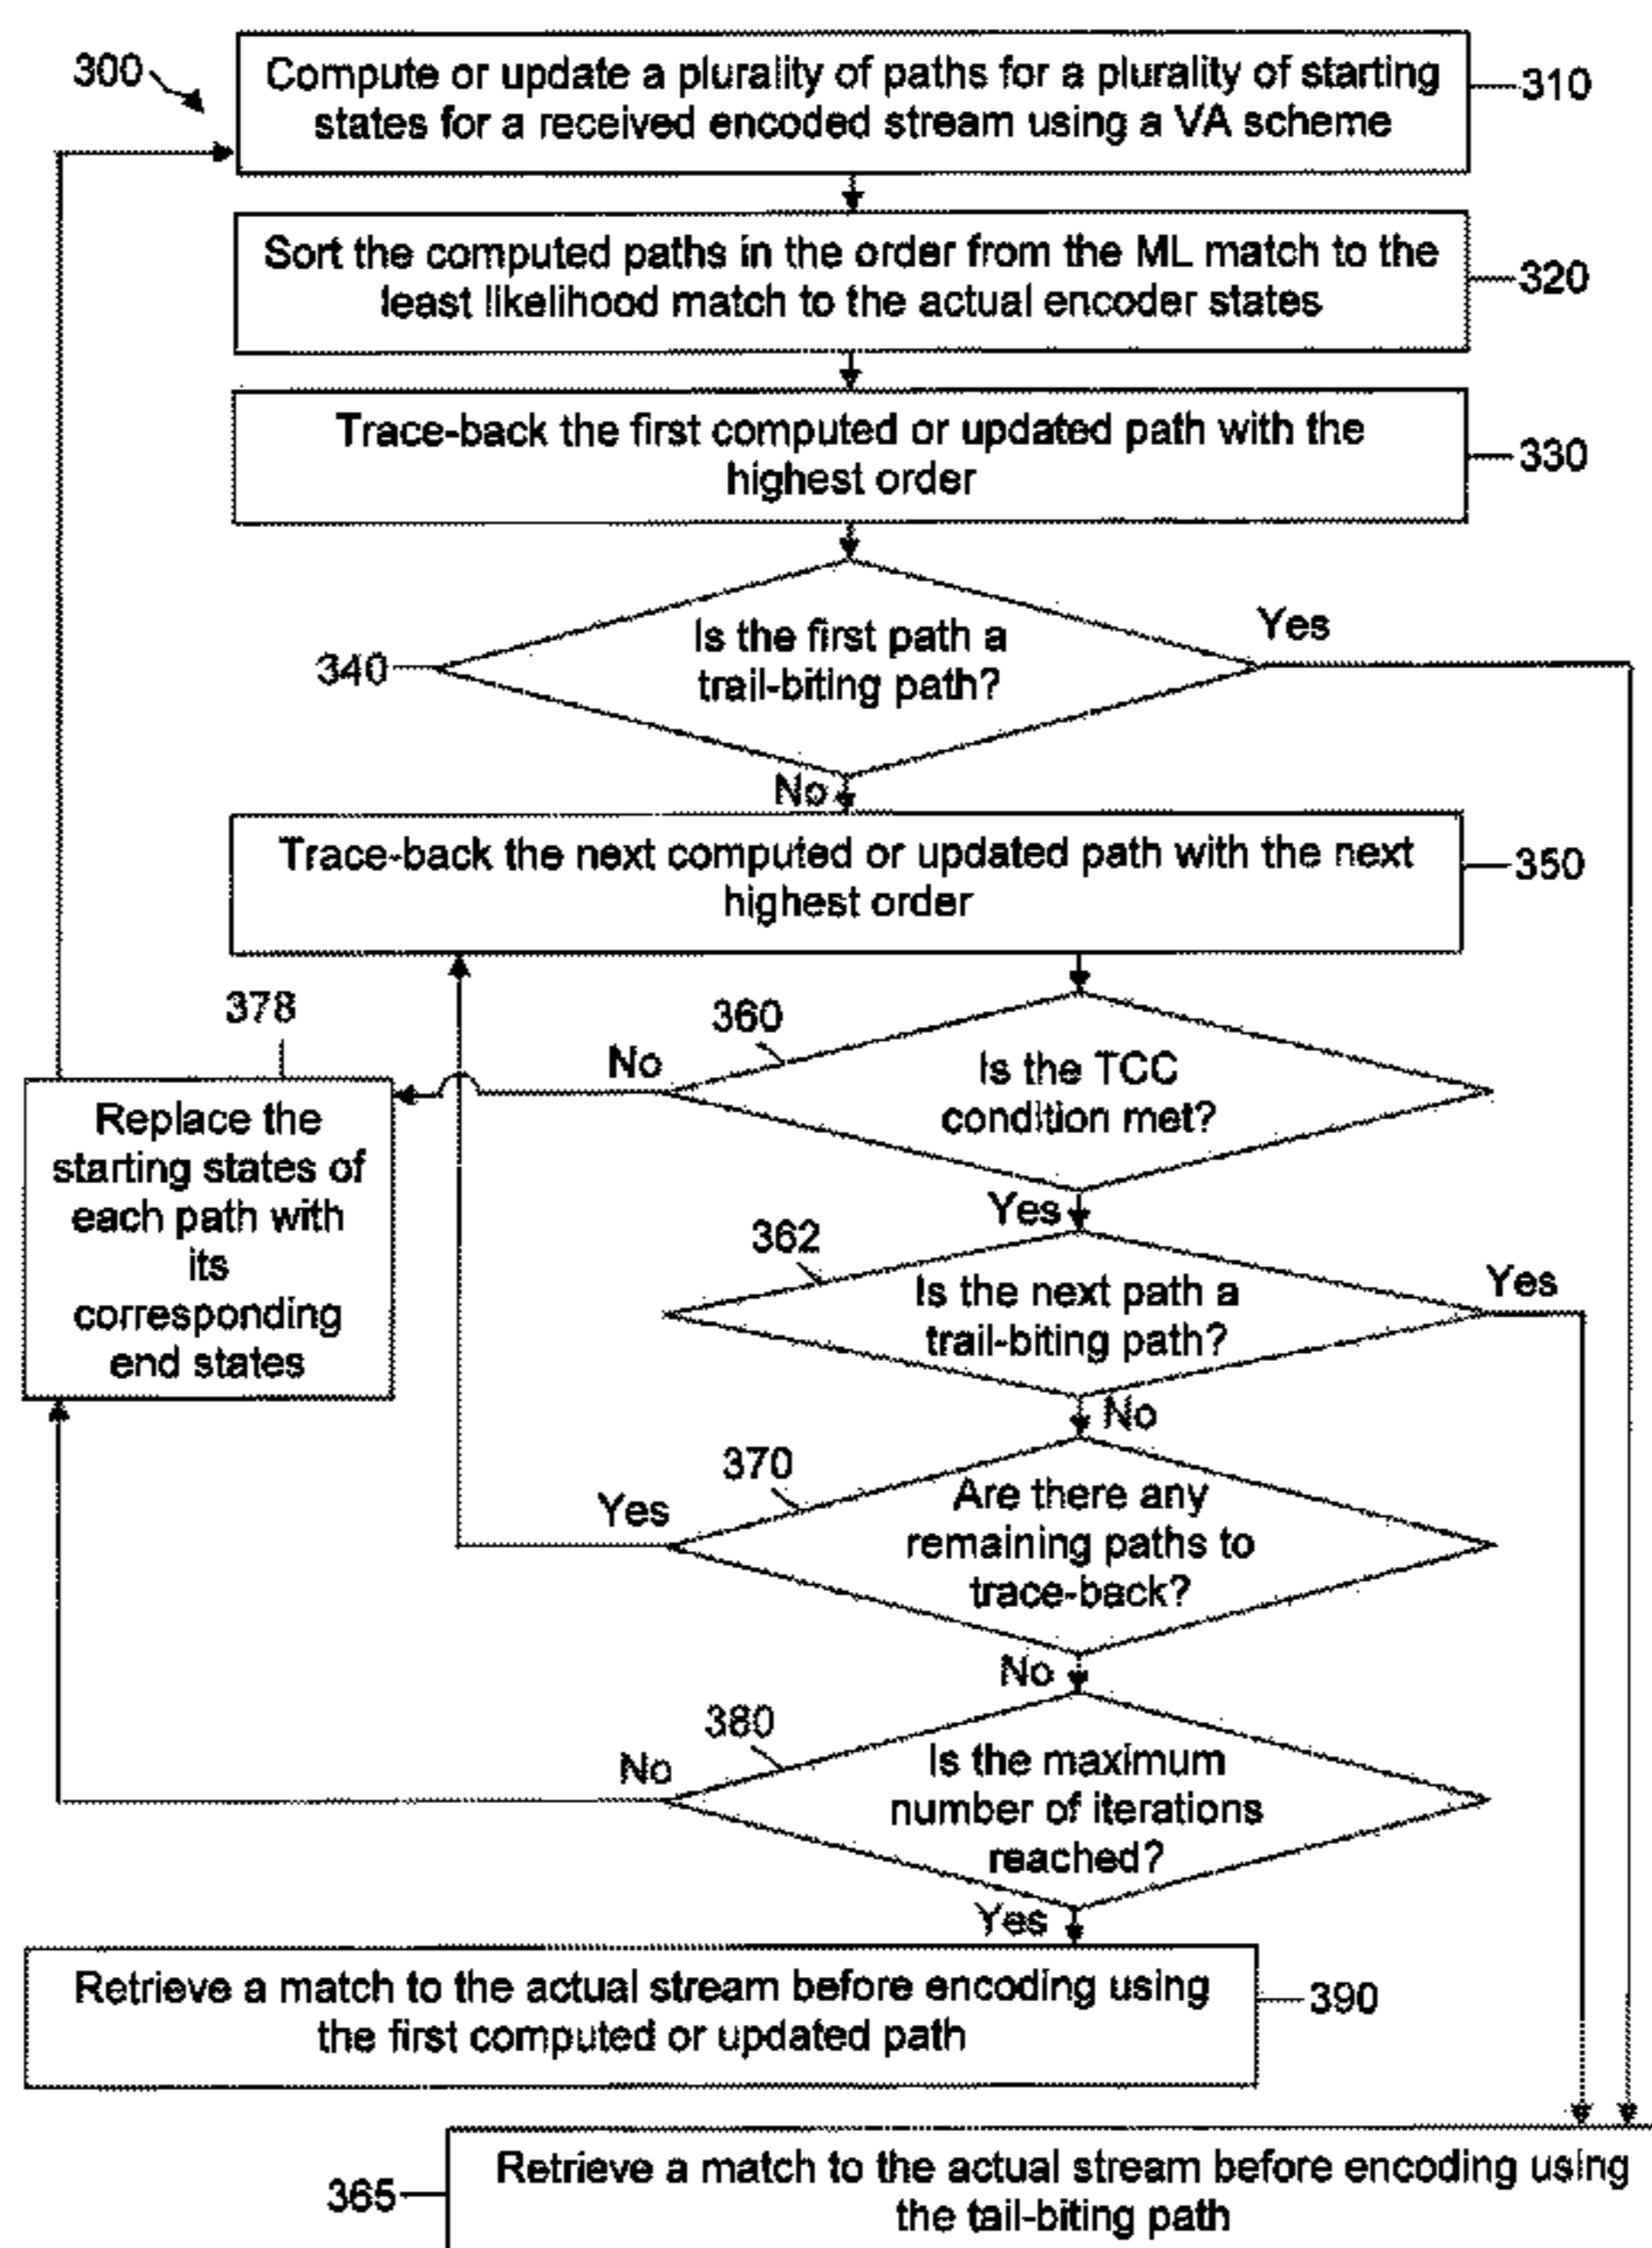 300
Compute or update a plurality of paths for a plurality of starting
states for a received encoded stream using a VA scheme
310
Sort the computed paths in the order from the ML match to the
least likelihood match to the actual encoder states
320
Trace-back the first computed or updated path with the
highest order
330
Is the first path a
trail-biting path?
340
Yes
No
Trace-back the next computed or updated path with the next
highest order
350
378
360
No
Is the TCC
condition met?
Replace the
starting states of
each path with
its
corresponding
end states
Yes
362
Is the next path a
trail-biting path?
Yes
No
370
Yes
Are there any
remaining paths to
trace-back?
No
380
No
Is the maximum
number of iterations
reached?
Yes
Retrieve a match to the actual stream before encoding using
the first computed or updated path
390
365
Retrieve a match to the actual stream before encoding using
the tail-biting path